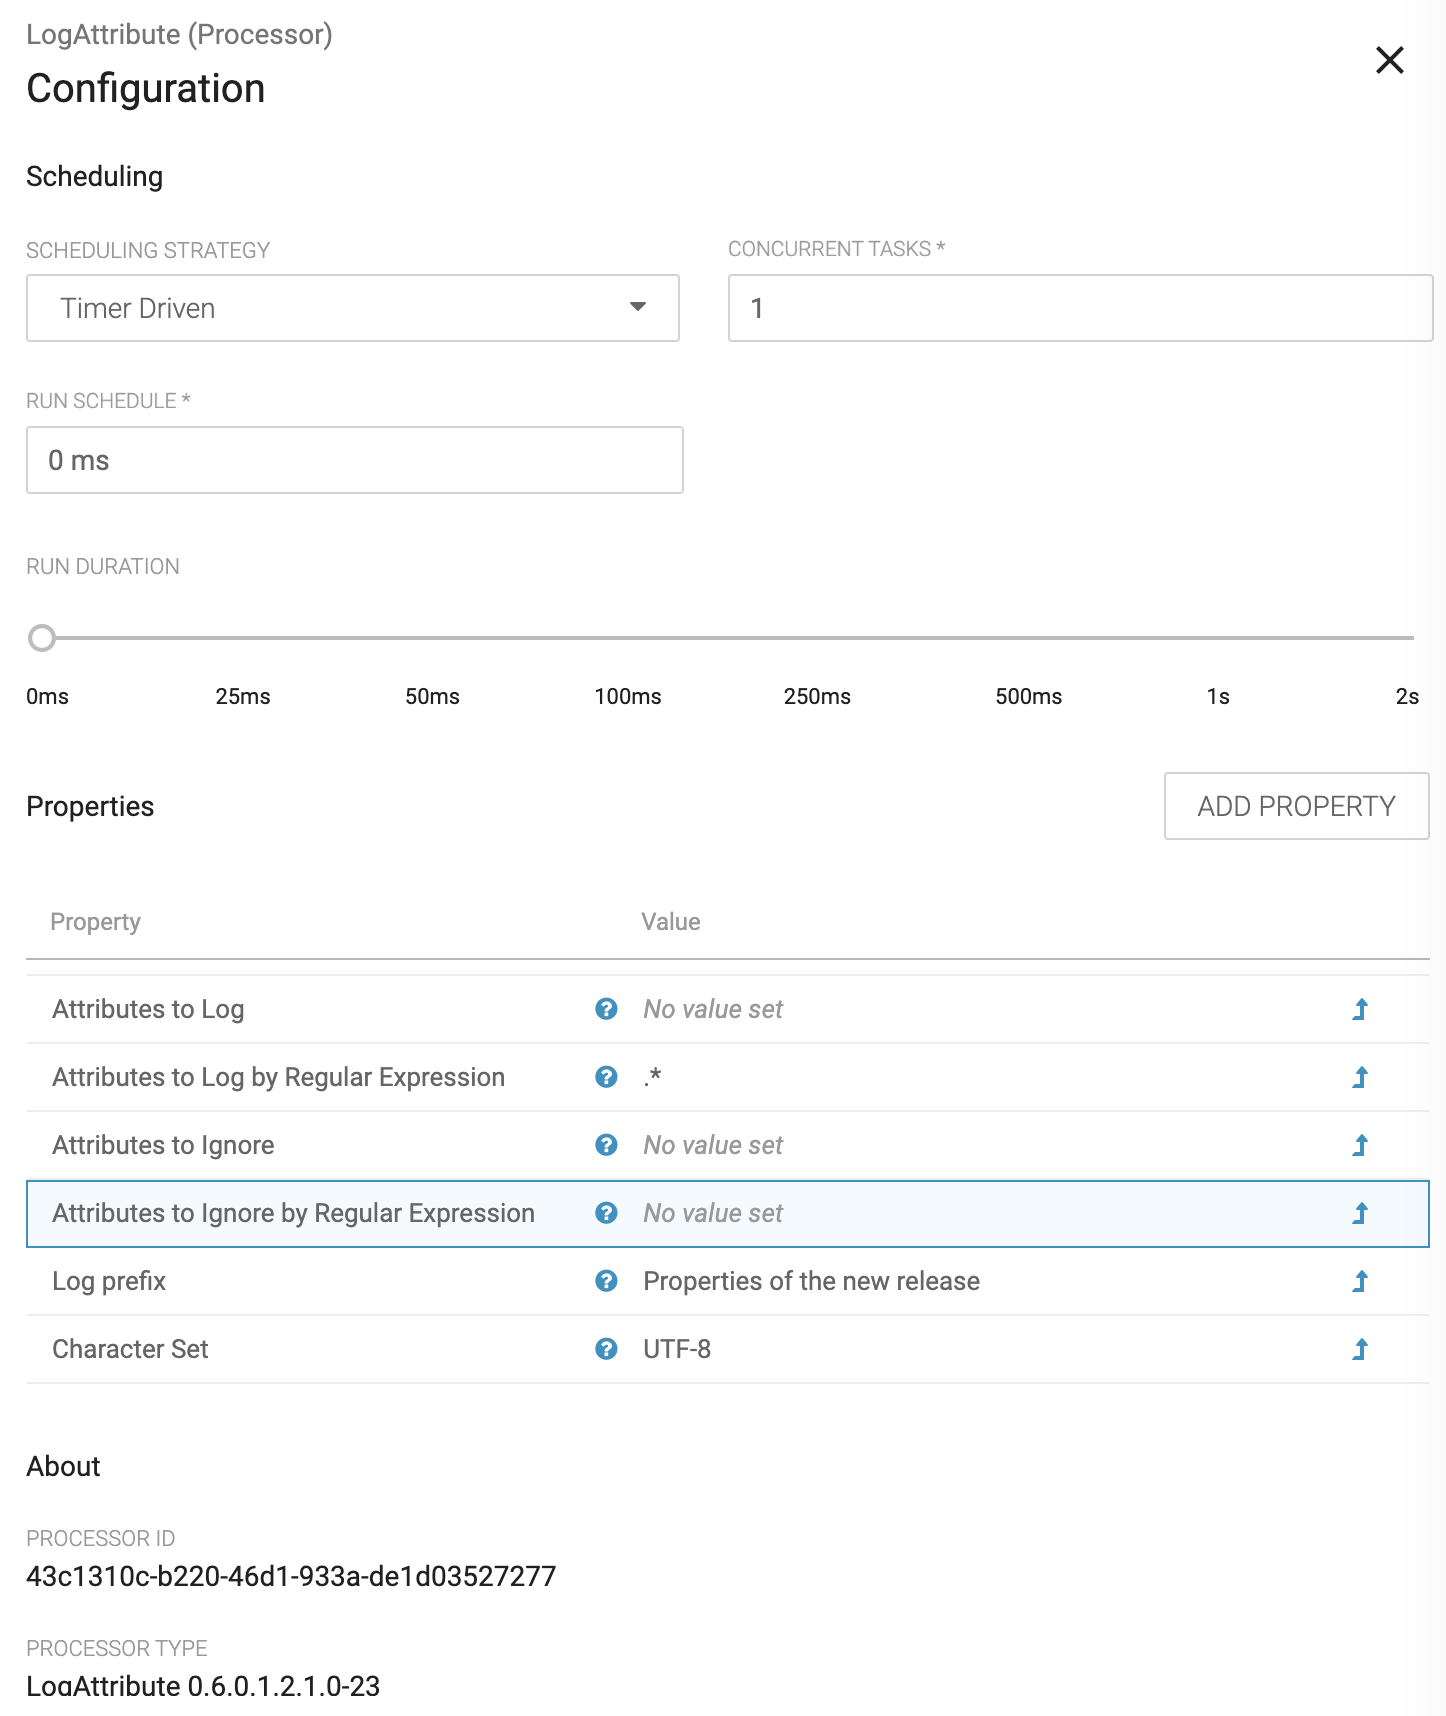 LogAttribute (Processor)
Configuration
Scheduling
SCHEDULING STRATEGY
CONCURRENT TASKS *
Timer Driven
1
RUN SCHEDULE *
0 ms
RUN DURATION
0ms 25ms 50ms 100ms 250ms 500ms 1s 2s
Properties
ADD PROPERTY
Property Value
Attributes to Log ? No value set
Attributes to Log by Regular Expression ? .*
Attributes to Ignore ? No value set
Attributes to Ignore by Regular Expression ? No value set
Log prefix ? Properties of the new release
Character Set ? UTF-8
About
PROCESSOR ID
43c1310c-b220-46d1-933a-de1d03527277
PROCESSOR TYPE
LogAttribute 0.6.0.1.2.1.0-23